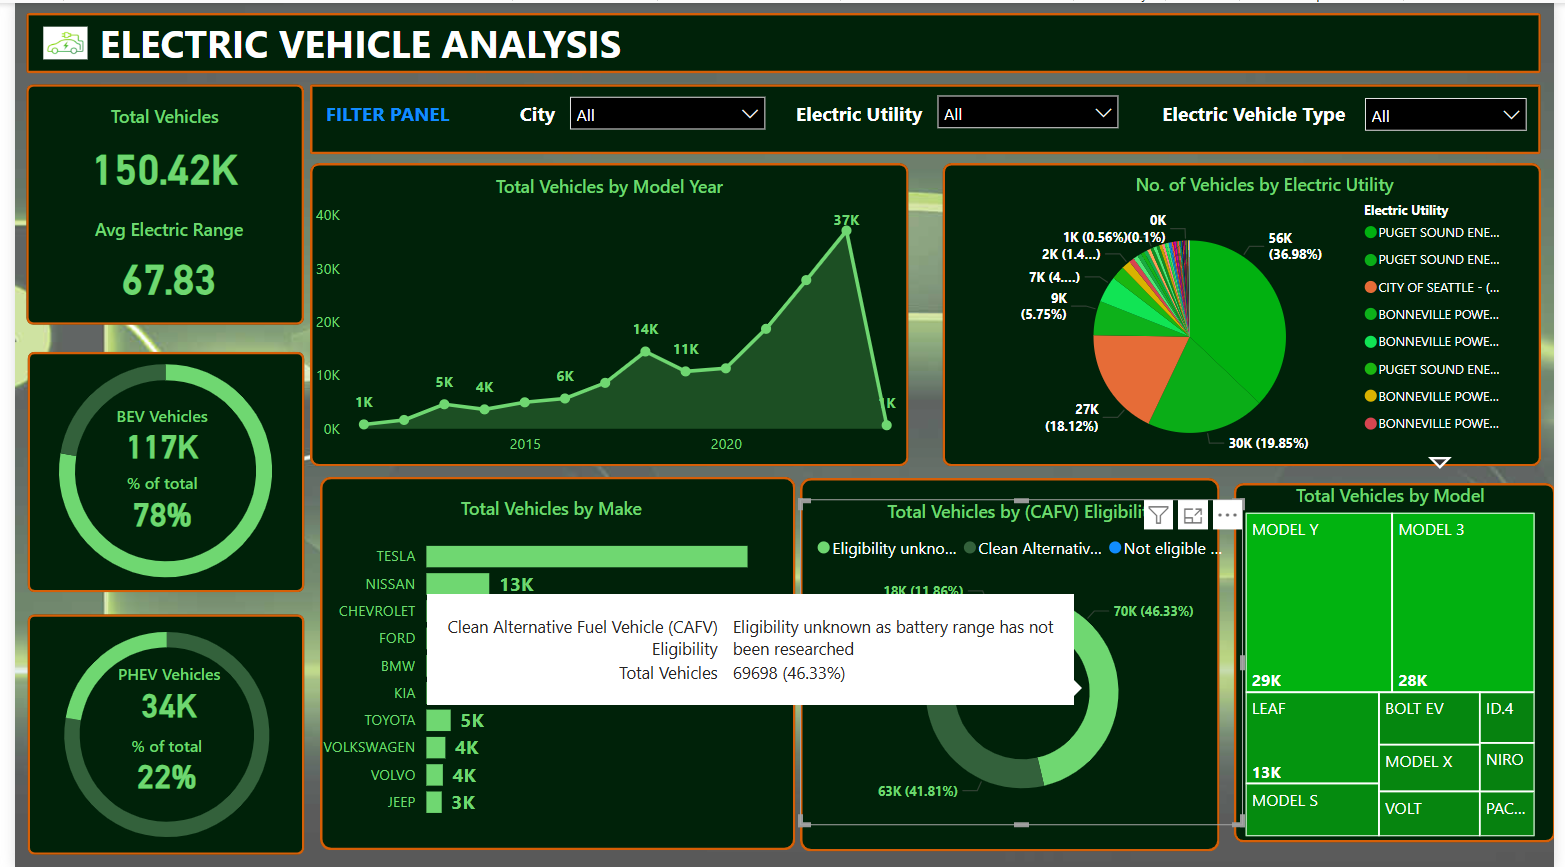 ELECTRIC VEHICLE ANALYSIS
Total Vehicles
150.42K
Avg Electric Range
67.83
FILTER PANEL
City
All
Electric Utility
All
Electric Vehicle Type
All
Total Vehicles by Model Year
40K
30K
20K
10K
0K
1K
5K
4K
6K
14K
11K
37K
1K
2015
2020
No. of Vehicles by Electric Utility
0K
(0.1%)
1K (0.56%)
2K (1.4...)
7K (4....)
9K
(5.75%)
27K
(18.12%)
30K (19.85%)
56K
(36.98%)
Electric Utility
PUGET SOUND ENE...
PUGET SOUND ENE...
CITY OF SEATTLE - (...
BONNEVILLE POWE...
BONNEVILLE POWE...
PUGET SOUND ENE...
BONNEVILLE POWE...
BONNEVILLE POWE...
BEV Vehicles
117K
% of total
78%
PHEV Vehicles
34K
% of total
22%
Total Vehicles by Make
TESLA
NISSAN 13K
CHEVROLET
FORD
BMW
KIA
TOYOTA 5K
VOLKSWAGEN 4K
VOLVO 4K
JEEP 3K
Total Vehicles by (CAFV) Eligibili
Eligibility unkno... Clean Alternativ... Not eligible ...
18K (11.86%)
70K (46.33%)
63K (41.81%)
Clean Alternative Fuel Vehicle (CAFV) Eligibility unknown as battery range has not
Eligibility been researched
Total Vehicles 69698 (46.33%)
Total Vehicles by Model
MODEL Y
29K
MODEL 3
28K
LEAF
13K
MODEL S
BOLT EV
MODEL X
VOLT
ID.4
NIRO
PAC...